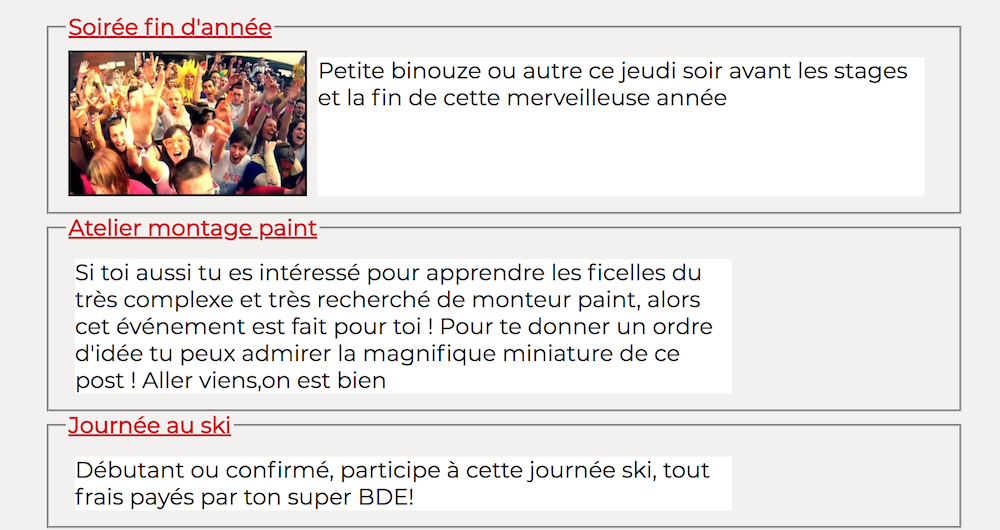 Soirée fin d'année
Petite binouze ou autre ce jeudi soir avant les stages
et la fin de cette merveilleuse année
Atelier montage paint
Si toi aussi tu es intéressé pour apprendre les ficelles du
très complexe et très recherché de monteur paint, alors
cet événement est fait pour toi ! Pour te donner un ordre
d'idée tu peux admirer la magnifique miniature de ce
post ! Aller viens,on est bien
Journée au ski
Débutant ou confirmé, participe à cette journée ski, tout
frais payés par ton super BDE!